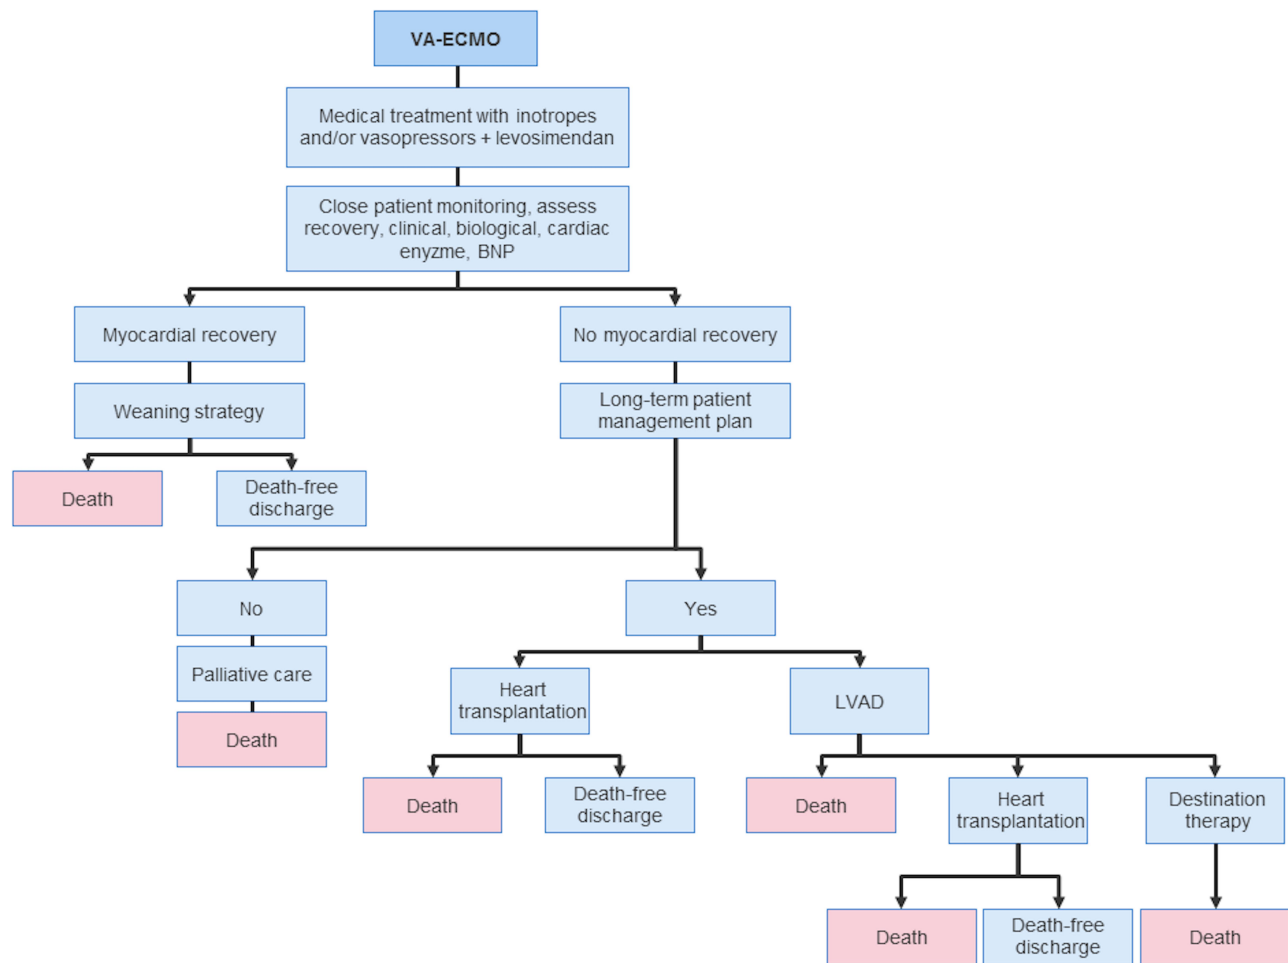 VA-ECMO
Medical treatment with inotropes
and/or vasopressors + levosimendan
Close patient monitoring, assess
recovery, clinical, biological, cardiac
enyzme, BNP
Myocardial recovery
No myocardial recovery
Weaning strategy
Long-term patient
management plan
Death
Death-free
discharge
No
Yes
Palliative care
Death
Heart
transplantation
LVAD
Death
Death-free
discharge
Death
Heart
transplantation
Destination
therapy
Death
Death-free
discharge
Death